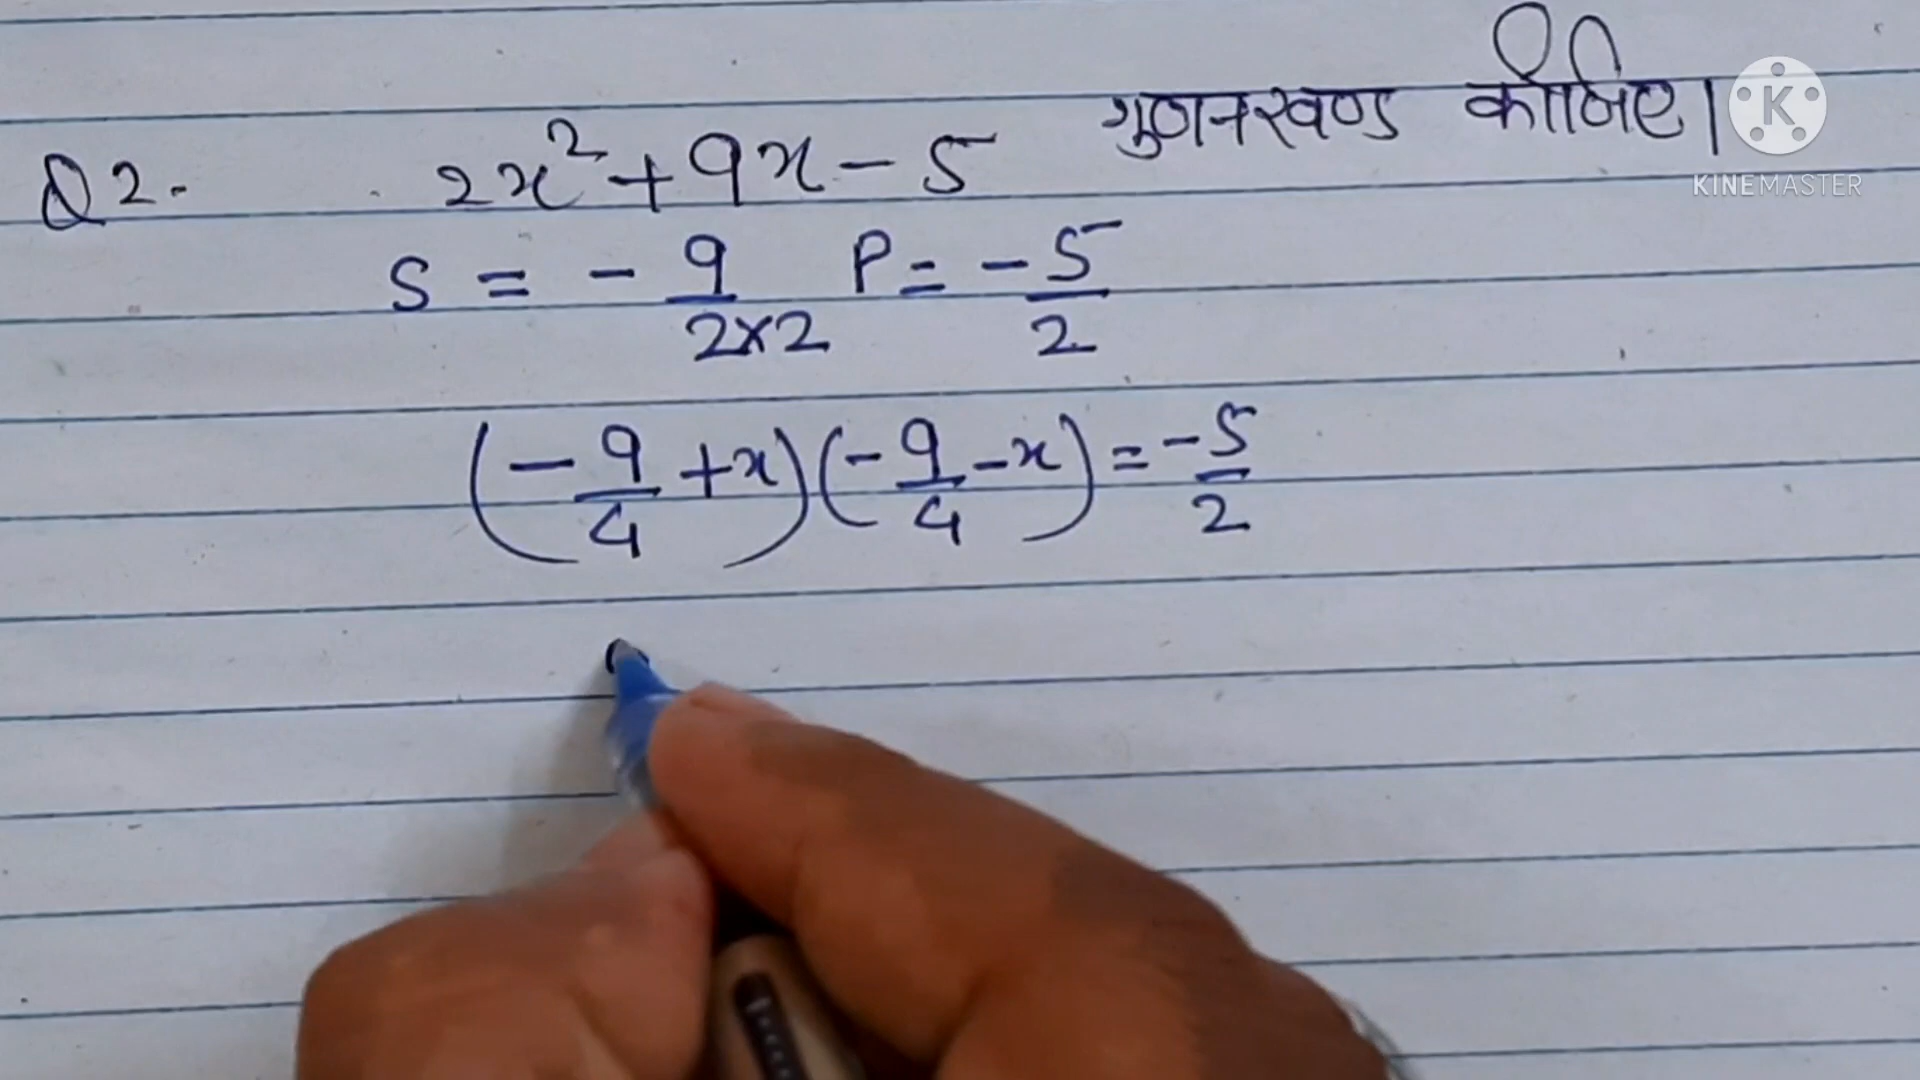 Q2. 2x² + 9x - 5 गुणनखण्ड कीजिए।
S = - 9/2×2 P = - 5/2
(- 9/4 + x) (- 9/4 - x) = - 5/2
K
KINEMASTER